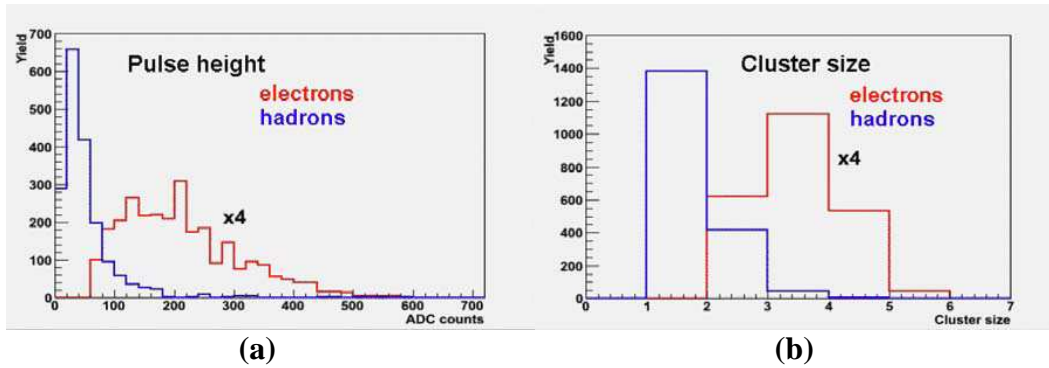 Yield
700
600
500
400
300
200
100
0
Pulse height
electrons
hadrons
x4
0 100 200 300 400 500 600 700
ADC counts
(a)
Yield
1600
1400
1200
1000
800
600
400
200
0
Cluster size
electrons
hadrons
x4
0 1 2 3 4 5 6 7
Cluster size
(b)